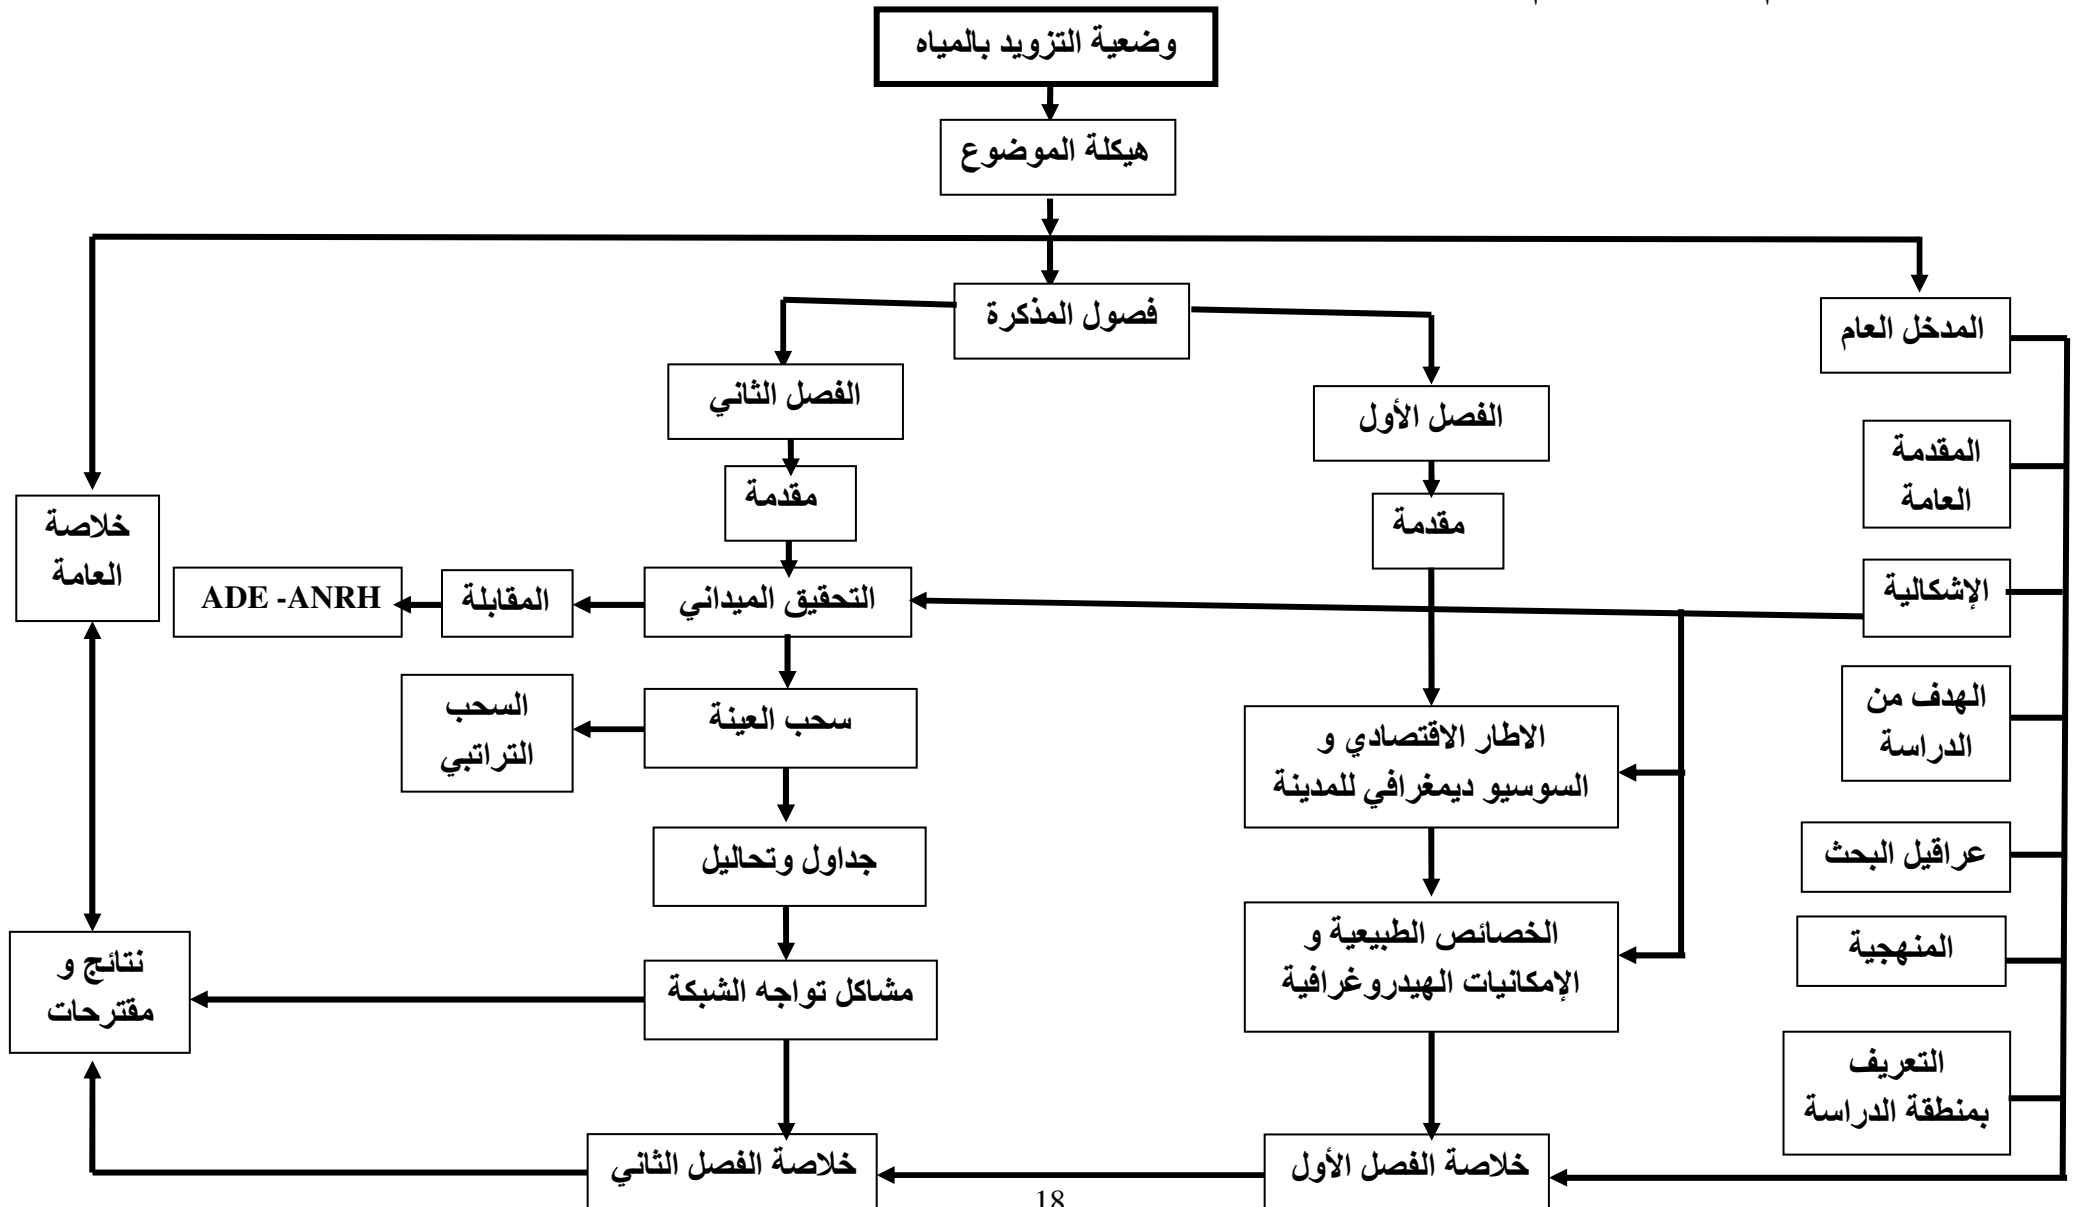 وضعية التزويد بالمياه
هيكلة الموضوع
فصول المذكرة
المدخل العام
المقدمة
العامة
الإشكالية
الهدف من
الدراسة
عراقيل البحث
المنهجية
التعريف
بمنطقة الدراسة
الفصل الأول
مقدمة
الاطار الاقتصادي و
السوسيو ديمغرافي للمدينة
الخصائص الطبيعية و
الإمكانيات الهيدروغرافية
خلاصة الفصل الأول
الفصل الثاني
مقدمة
التحقيق الميداني
المقابلة
ADE -ANRH
سحب العينة
السحب
التراتبي
جداول وتحاليل
مشاكل تواجه الشبكة
خلاصة الفصل الثاني
خلاصة
العامة
نتائج و
مقترحات
18